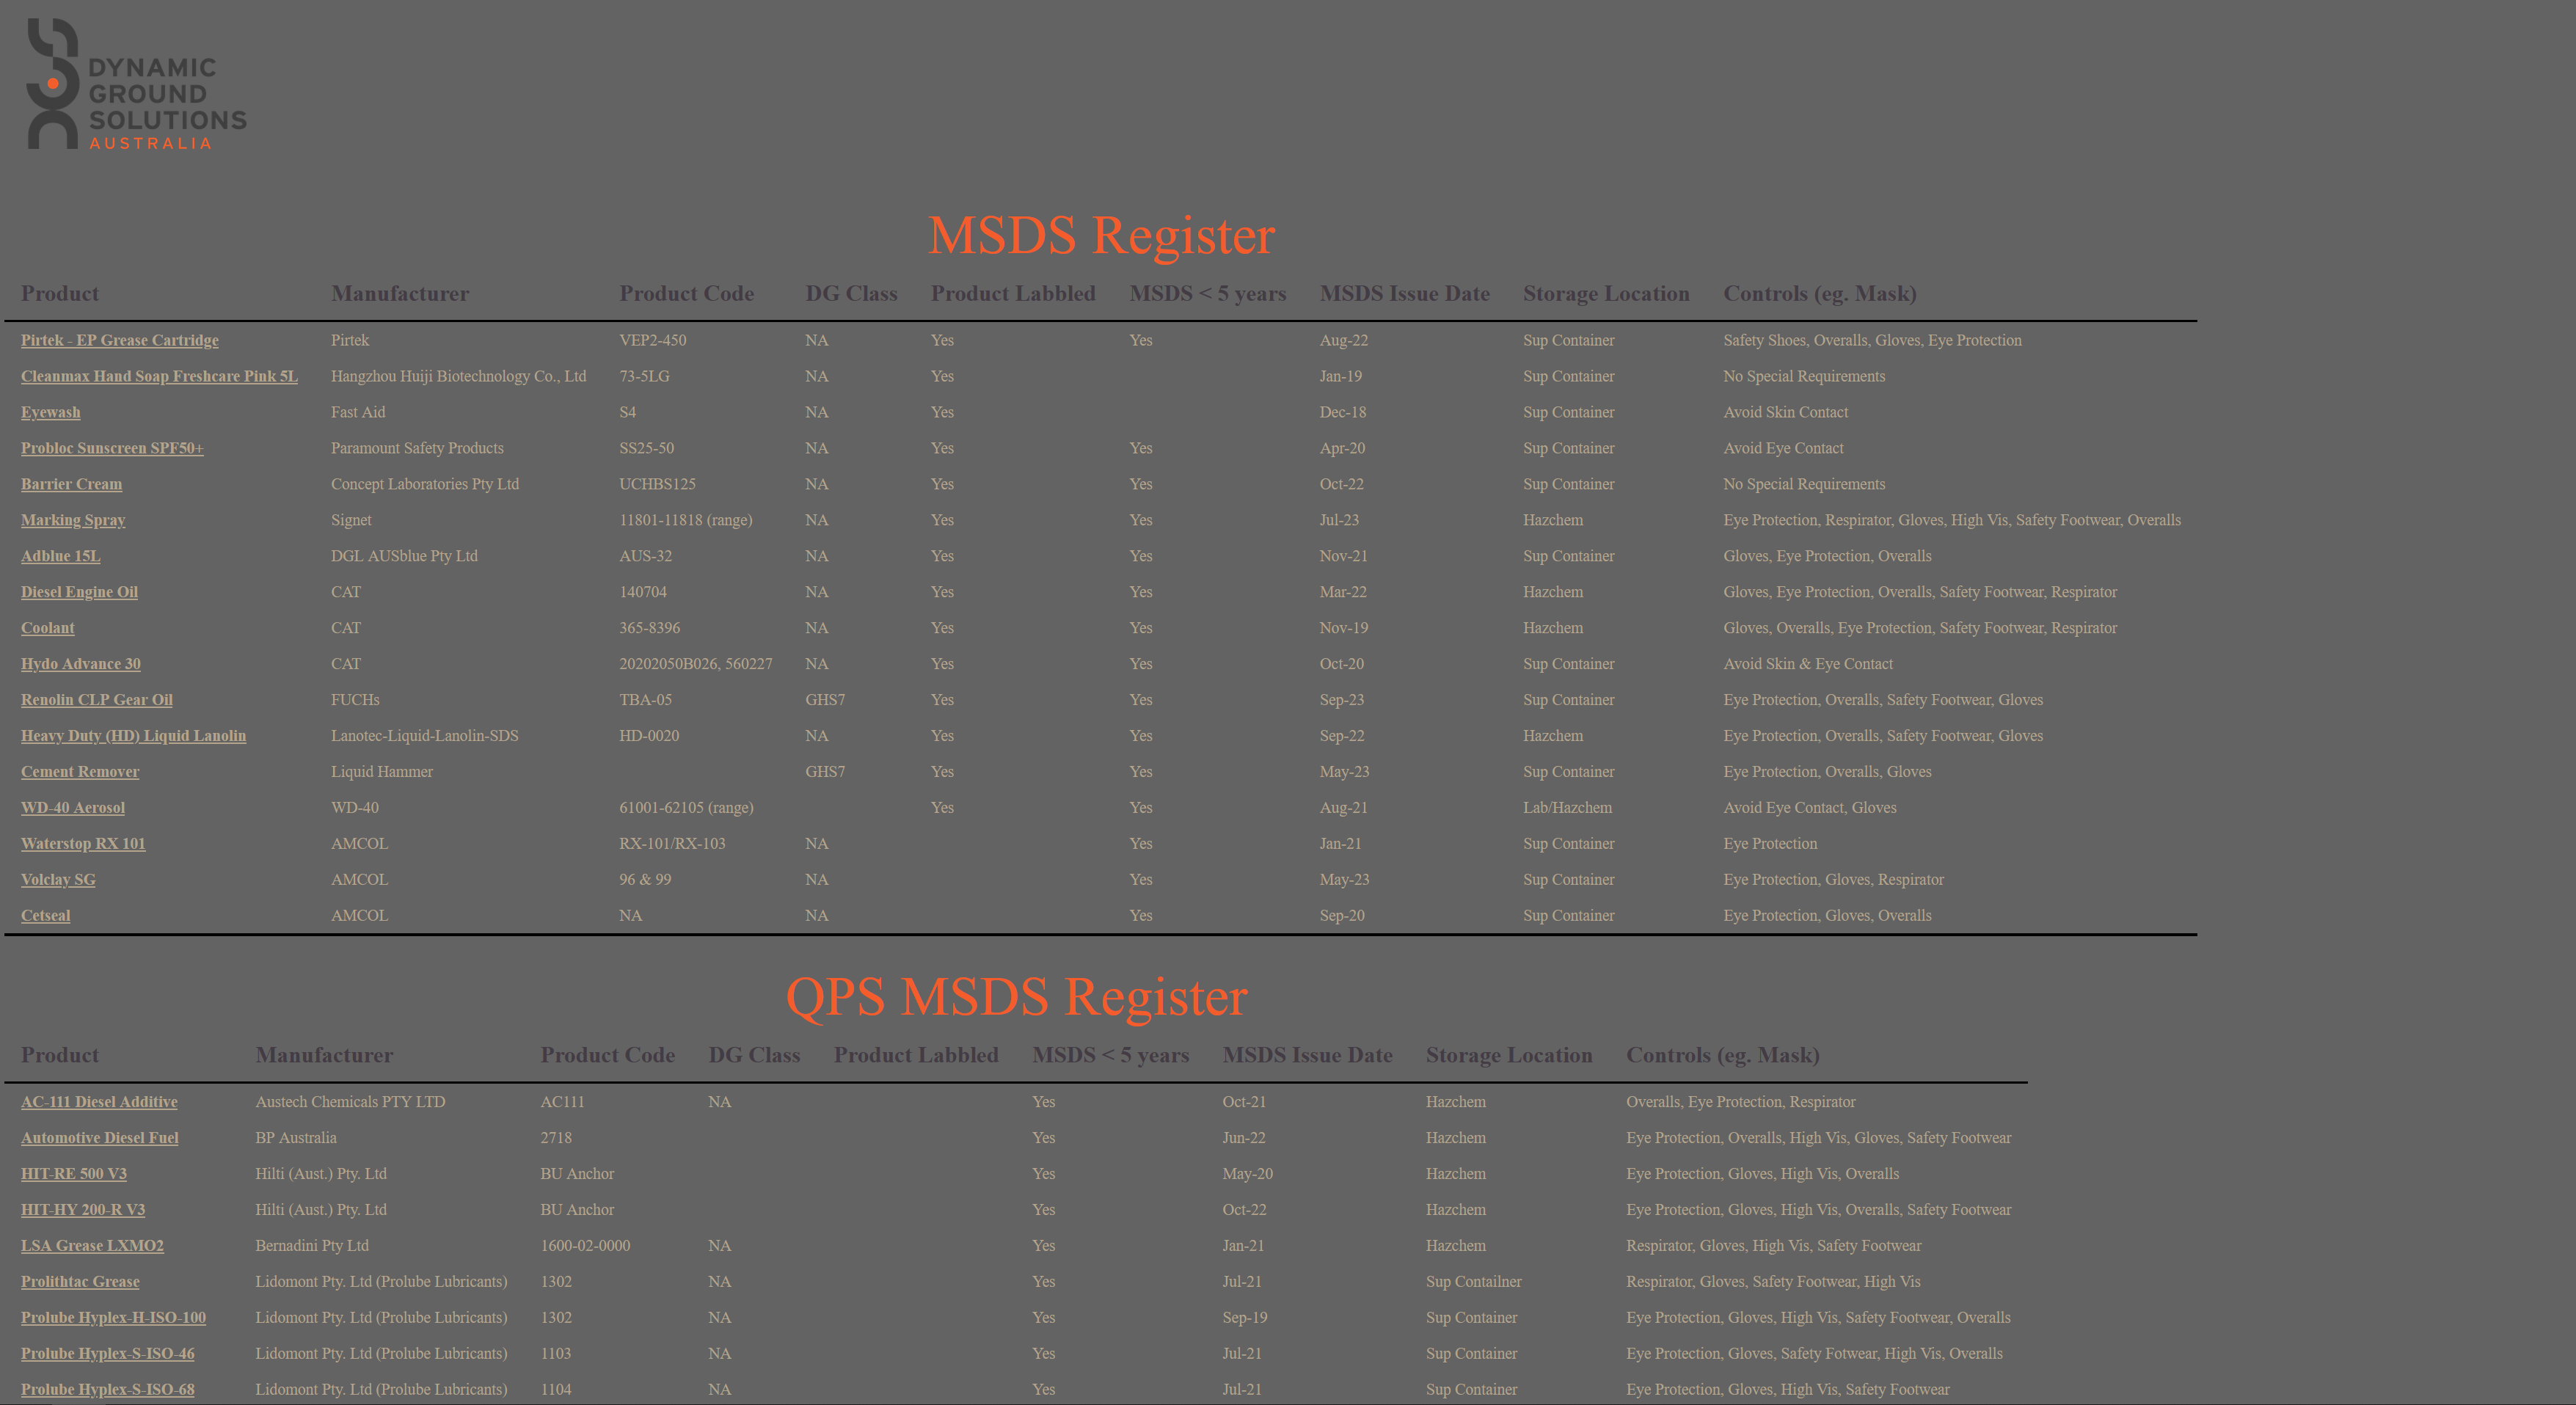 DYNAMIC
GROUND
SOLUTIONS
AUSTRALIA
MSDS Register
Product Manufacturer Product Code DG Class Product Labbled MSDS < 5 years MSDS Issue Date Storage Location Controls (eg. Mask)
Pirtek - EP Grease Cartridge Pirtek VEP2-450 NA Yes Yes Aug-22 Sup Container Safety Shoes, Overalls, Gloves, Eye Protection
Cleanmax Hand Soap Freshcare Pink 5L Hangzhou Huiji Biotechnology Co., Ltd 73-5LG NA Yes Jan-19 Sup Container No Special Requirements
Eyewash Fast Aid S4 NA Yes Dec-18 Sup Container Avoid Skin Contact
Probloc Sunscreen SPF50+ Paramount Safety Products SS25-50 NA Yes Yes Apr-20 Sup Container Avoid Eye Contact
Barrier Cream Concept Laboratories Pty Ltd UCHBS125 NA Yes Yes Oct-22 Sup Container No Special Requirements
Marking Spray Signet 11801-11818 (range) NA Yes Yes Jul-23 Hazchem Eye Protection, Respirator, Gloves, High Vis, Safety Footwear, Overalls
Adblue 15L DGL AUSblue Pty Ltd AUS-32 NA Yes Yes Nov-21 Sup Container Gloves, Eye Protection, Overalls
Diesel Engine Oil CAT 140704 NA Yes Yes Mar-22 Hazchem Gloves, Eye Protection, Overalls, Safety Footwear, Respirator
Coolant CAT 365-8396 NA Yes Yes Nov-19 Hazchem Gloves, Overalls, Eye Protection, Safety Footwear, Respirator
Hydo Advance 30 CAT 20202050B026, 560227 NA Yes Yes Oct-20 Sup Container Avoid Skin & Eye Contact
Renolin CLP Gear Oil FUCHs TBA-05 GHS7 Yes Yes Sep-23 Sup Container Eye Protection, Overalls, Safety Footwear, Gloves
Heavy Duty (HD) Liquid Lanolin Lanotec-Liquid-Lanolin-SDS HD-0020 NA Yes Yes Sep-22 Hazchem Eye Protection, Overalls, Safety Footwear, Gloves
Cement Remover Liquid Hammer GHS7 Yes Yes May-23 Sup Container Eye Protection, Overalls, Gloves
WD-40 Aerosol WD-40 61001-62105 (range) Yes Yes Aug-21 Lab/Hazchem Avoid Eye Contact, Gloves
Waterstop RX 101 AMCOL RX-101/RX-103 NA Yes Jan-21 Sup Container Eye Protection
Volclay SG AMCOL 96 & 99 NA Yes May-23 Sup Container Eye Protection, Gloves, Respirator
Cetseal AMCOL NA NA Yes Sep-20 Sup Container Eye Protection, Gloves, Overalls
QPS MSDS Register
Product Manufacturer Product Code DG Class Product Labbled MSDS < 5 years MSDS Issue Date Storage Location Controls (eg. Mask)
AC-111 Diesel Additive Austech Chemicals PTY LTD AC111 NA Yes Oct-21 Hazchem Overalls, Eye Protection, Respirator
Automotive Diesel Fuel BP Australia 2718 Yes Jun-22 Hazchem Eye Protection, Overalls, High Vis, Gloves, Safety Footwear
HIT-RE 500 V3 Hilti (Aust.) Pty. Ltd BU Anchor Yes May-20 Hazchem Eye Protection, Gloves, High Vis, Overalls
HIT-HY 200-R V3 Hilti (Aust.) Pty. Ltd BU Anchor Yes Oct-22 Hazchem Eye Protection, Gloves, High Vis, Overalls, Safety Footwear
LSA Grease LXMO2 Bernadini Pty Ltd 1600-02-0000 NA Yes Jan-21 Hazchem Respirator, Gloves, High Vis, Safety Footwear
Prolithtac Grease Lidomont Pty. Ltd (Prolube Lubricants) 1302 NA Yes Jul-21 Sup Contailner Respirator, Gloves, Safety Footwear, High Vis
Prolube Hyplex-H-ISO-100 Lidomont Pty. Ltd (Prolube Lubricants) 1302 NA Yes Sep-19 Sup Container Eye Protection, Gloves, High Vis, Safety Footwear, Overalls
Prolube Hyplex-S-ISO-46 Lidomont Pty. Ltd (Prolube Lubricants) 1103 NA Yes Jul-21 Sup Container Eye Protection, Gloves, Safety Fotwear, High Vis, Overalls
Prolube Hyplex-S-ISO-68 Lidomont Pty. Ltd (Prolube Lubricants) 1104 NA Yes Jul-21 Sup Container Eye Protection, Gloves, High Vis, Safety Footwear